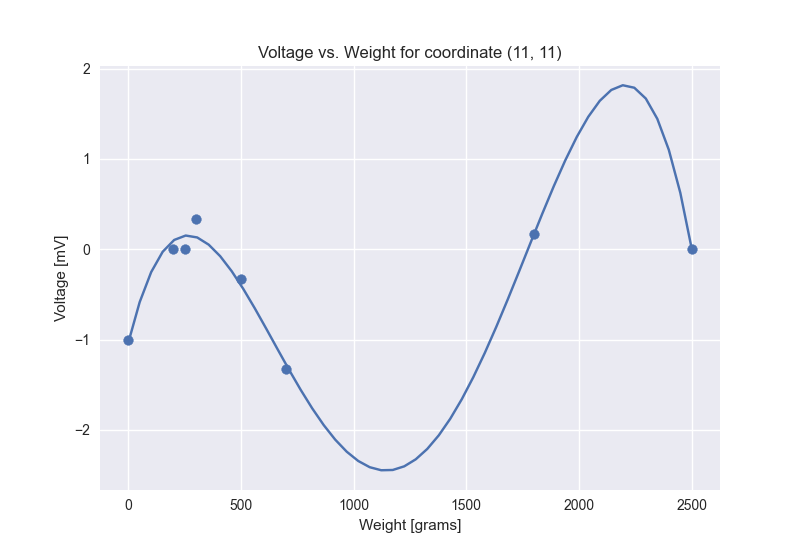 Voltage vs. Weight for coordinate (11, 11)
2
1
0
−1
−2
Voltage [mV]
0 500 1000 1500 2000 2500
Weight [grams]